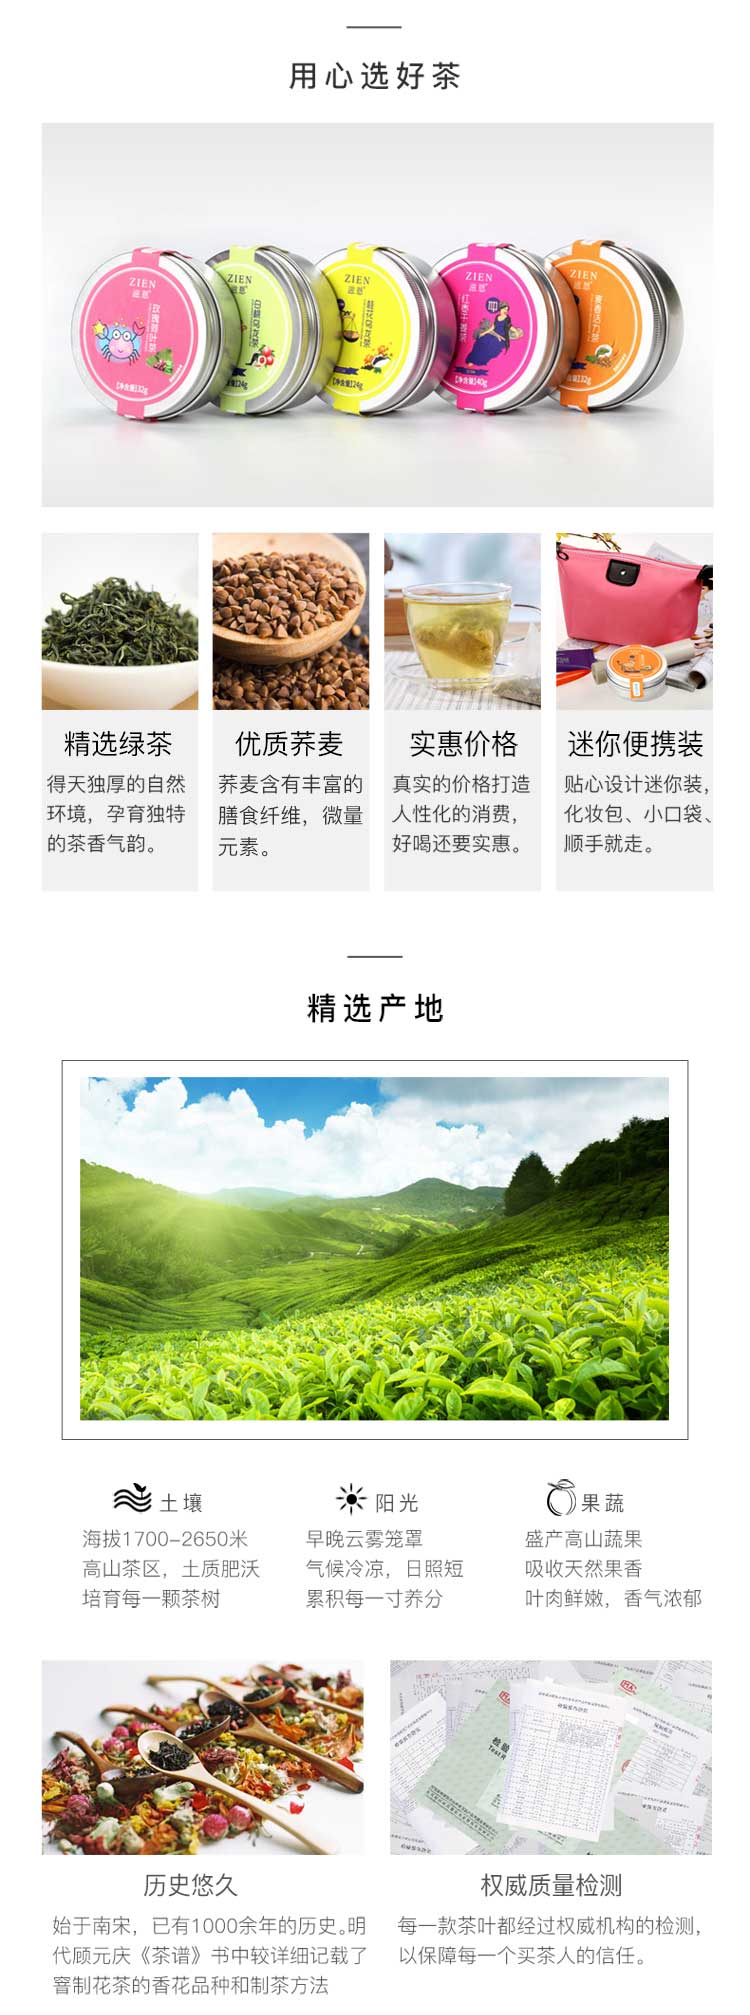 用心选好茶
ZIEN
滋恩
玫瑰荷叶茶
【净含量】32g
ZIEN
滋恩
白桃乌龙茶
24g
ZIEN
滋恩
桂花乌龙茶
【净含量】24g
ZIEN
滋恩
红枣
【净含量】40g
ZIEN
滋恩
麦香活力茶
32g
精选绿茶
优质荞麦
实惠价格
迷你便携装
得天独厚的自然
环境，孕育独特
的茶香气韵。
荞麦含有丰富的
膳食纤维，微量
元素。
真实的价格打造
人性化的消费，
好喝还要实惠。
贴心设计迷你装，
化妆包、小口袋、
顺手就走。
精选产地
土壤
海拔1700-2650米
高山茶区，土质肥沃
培育每一颗茶树
阳光
早晚云雾笼罩
气候冷凉，日照短
累积每一寸养分
果蔬
盛产高山蔬果
吸收天然果香
叶肉鲜嫩，香气浓郁
历史悠久
始于南宋，已有1000余年的历史。明
代顾元庆《茶谱》书中较详细记载了
窨制花茶的香花品种和制茶方法
权威质量检测
每一款茶叶都经过权威机构的检测，
以保障每一个买茶人的信任。